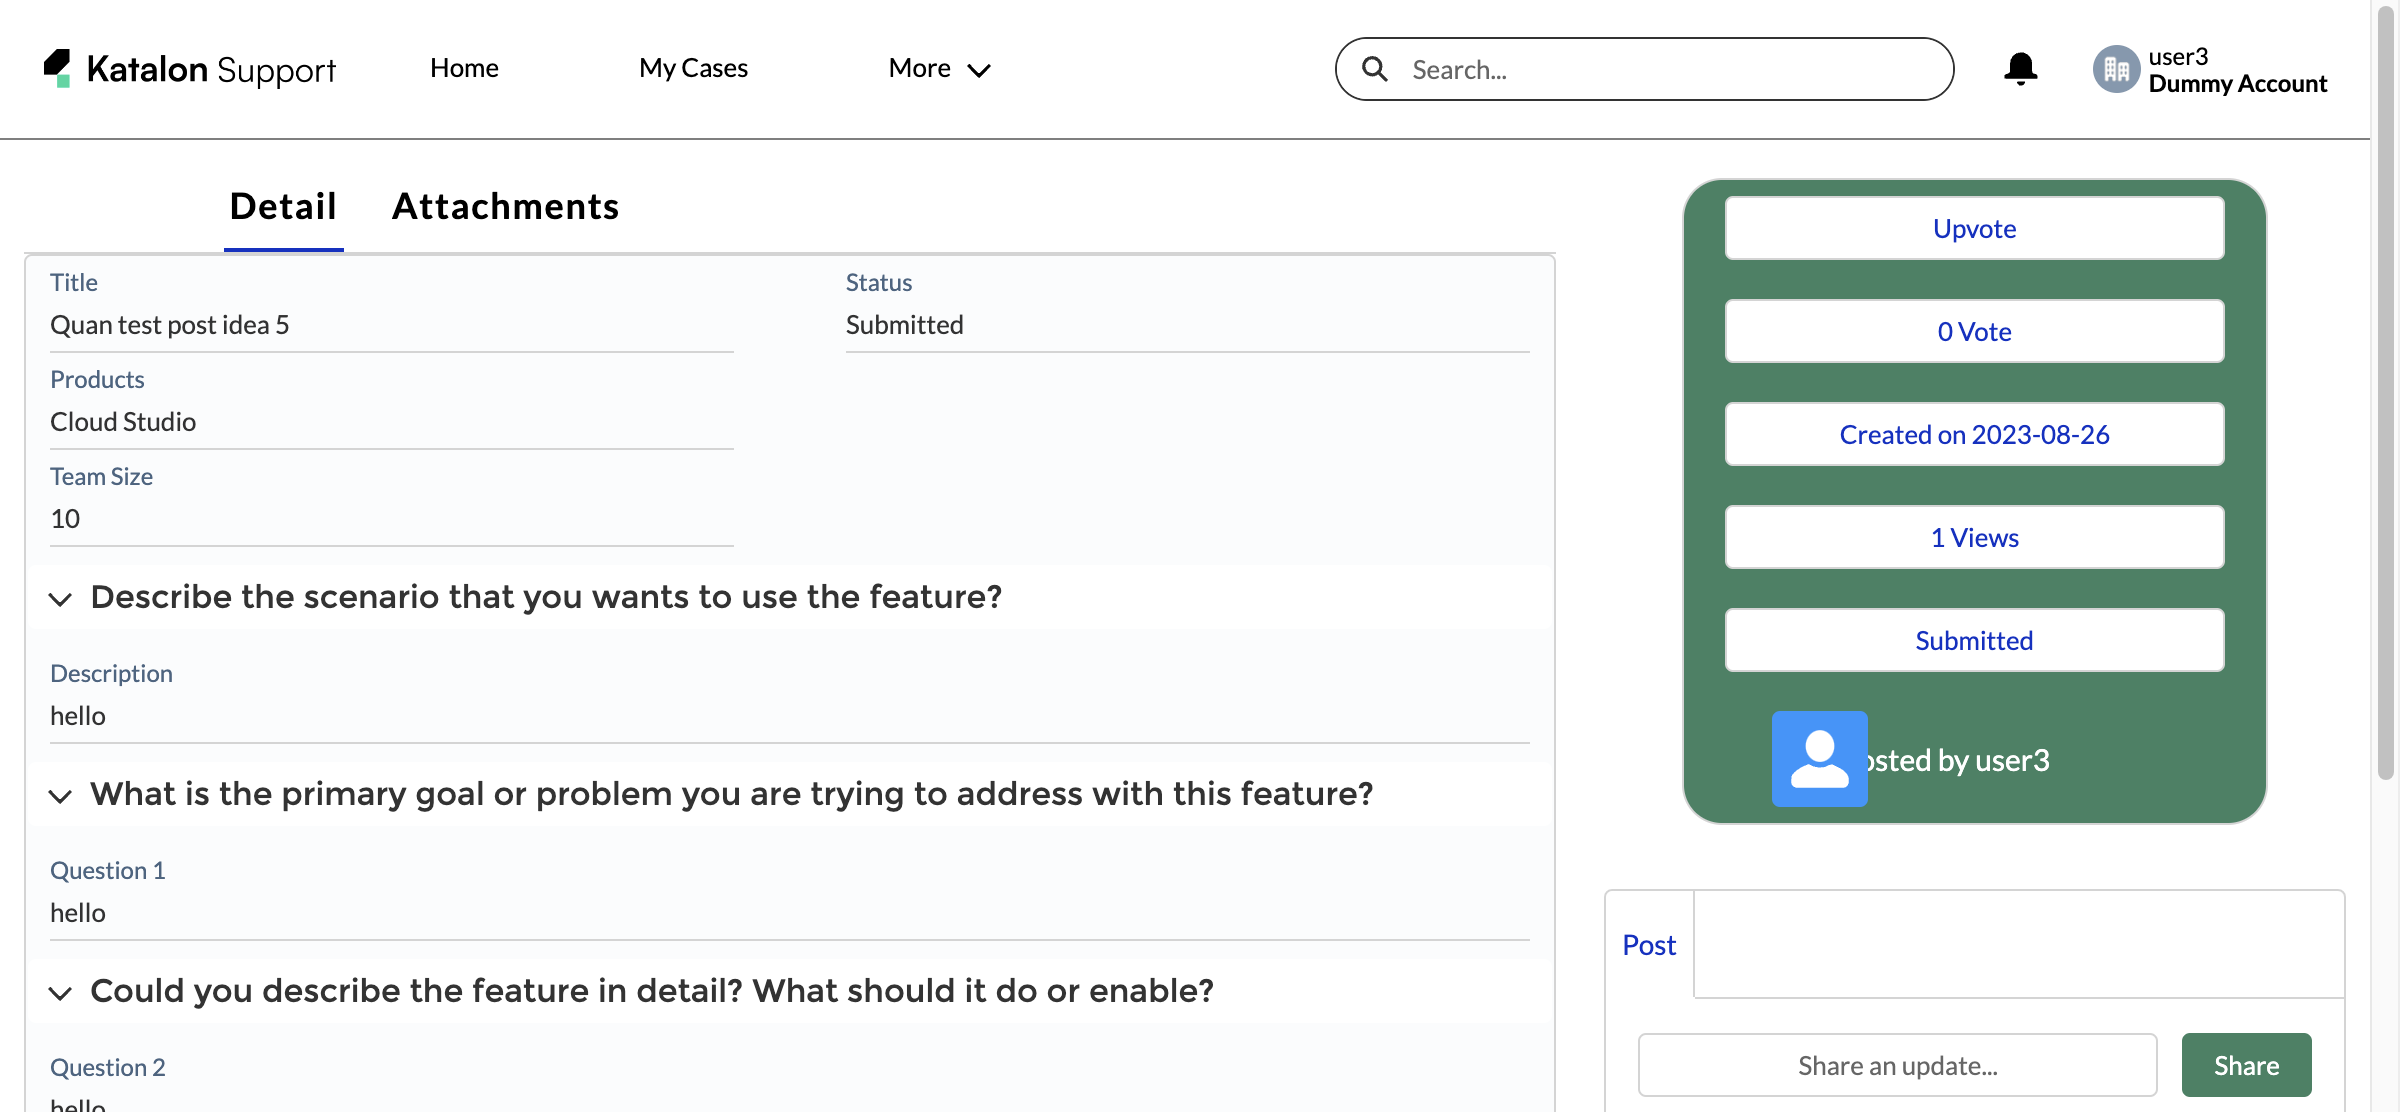 Katalon Support
Home
My Cases
More
Search...
user3
Dummy Account
Detail
Attachments
Title
Quan test post idea 5
Status
Submitted
Products
Cloud Studio
Team Size
10
Describe the scenario that you wants to use the feature?
Description
hello
What is the primary goal or problem you are trying to address with this feature?
Question 1
hello
Could you describe the feature in detail? What should it do or enable?
Question 2
hello
Upvote
0 Vote
Created on 2023-08-26
1 Views
Submitted
osted by user3
Post
Share an update...
Share